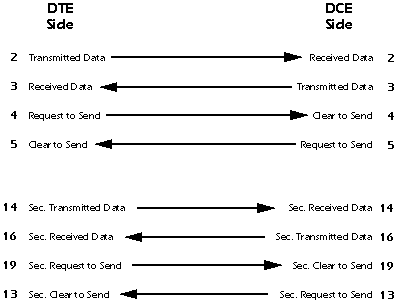 DTE DCE
Side Side
2 Transmitted Data Received Data 2
3 Received Data Transmitted Data 3
4 Request to Send Clear to Send 4
5 Clear to Send Request to Send 5
14 Sec. Transmitted Data Sec. Received Data 14
16 Sec. Received Data Sec. Transmitted Data 16
19 Sec. Request to Send Sec. Clear to Send 19
13 Sec. Clear to Send Sec. Request to Send 13